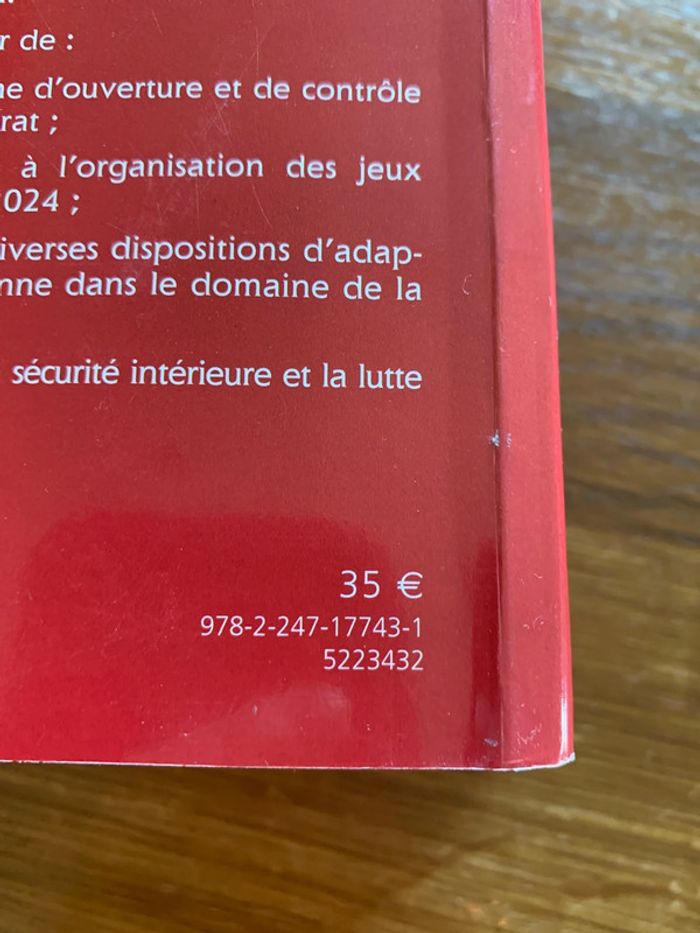 r de :
ne d'ouverture et de contrôle
rat ;
à l'organisation des jeux
2024 ;
iverses dispositions d'adap-
nne dans le domaine de la
sécurité intérieure et la lutte
35 €
978-2-247-17743-1
5223432